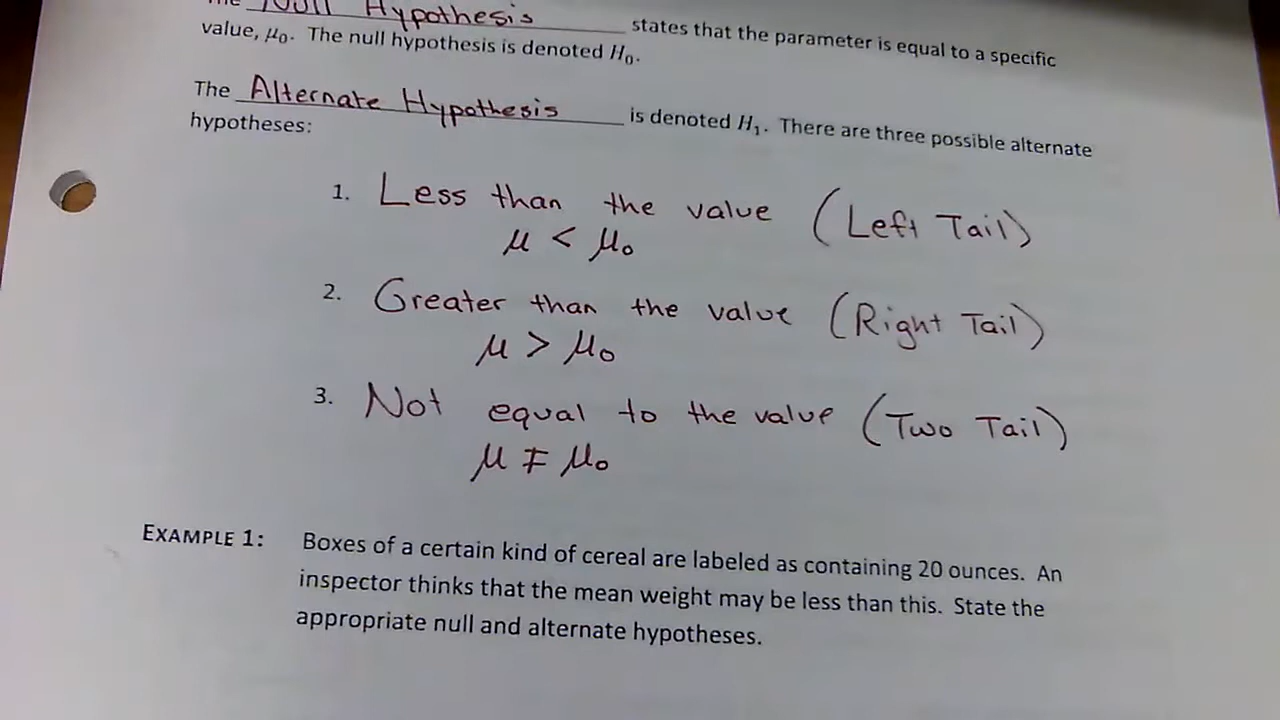 The Null Hypothesis states that the parameter is equal to a specific
value, μ₀. The null hypothesis is denoted H₀.
The Alternate Hypothesis is denoted H₁. There are three possible alternate
hypotheses:
1. Less than the value (Left Tail)
μ < μ₀
2. Greater than the value (Right Tail)
μ > μ₀
3. Not equal to the value (Two Tail)
μ ≠ μ₀
EXAMPLE 1: Boxes of a certain kind of cereal are labeled as containing 20 ounces. An
inspector thinks that the mean weight may be less than this. State the
appropriate null and alternate hypotheses.